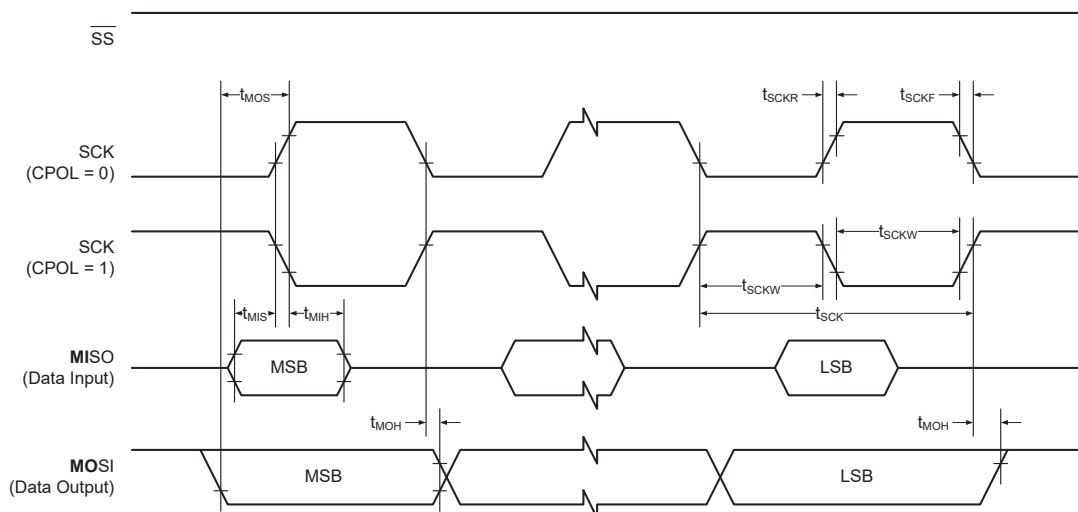 SS
tMOS
tSCKR
tSCKF
SCK
(CPOL = 0)
SCK
(CPOL = 1)
tSCKW
tSCKW
tSCK
tMIS
tMIH
MISO
(Data Input)
MSB
LSB
tMOH
tMOH
MOSI
(Data Output)
MSB
LSB